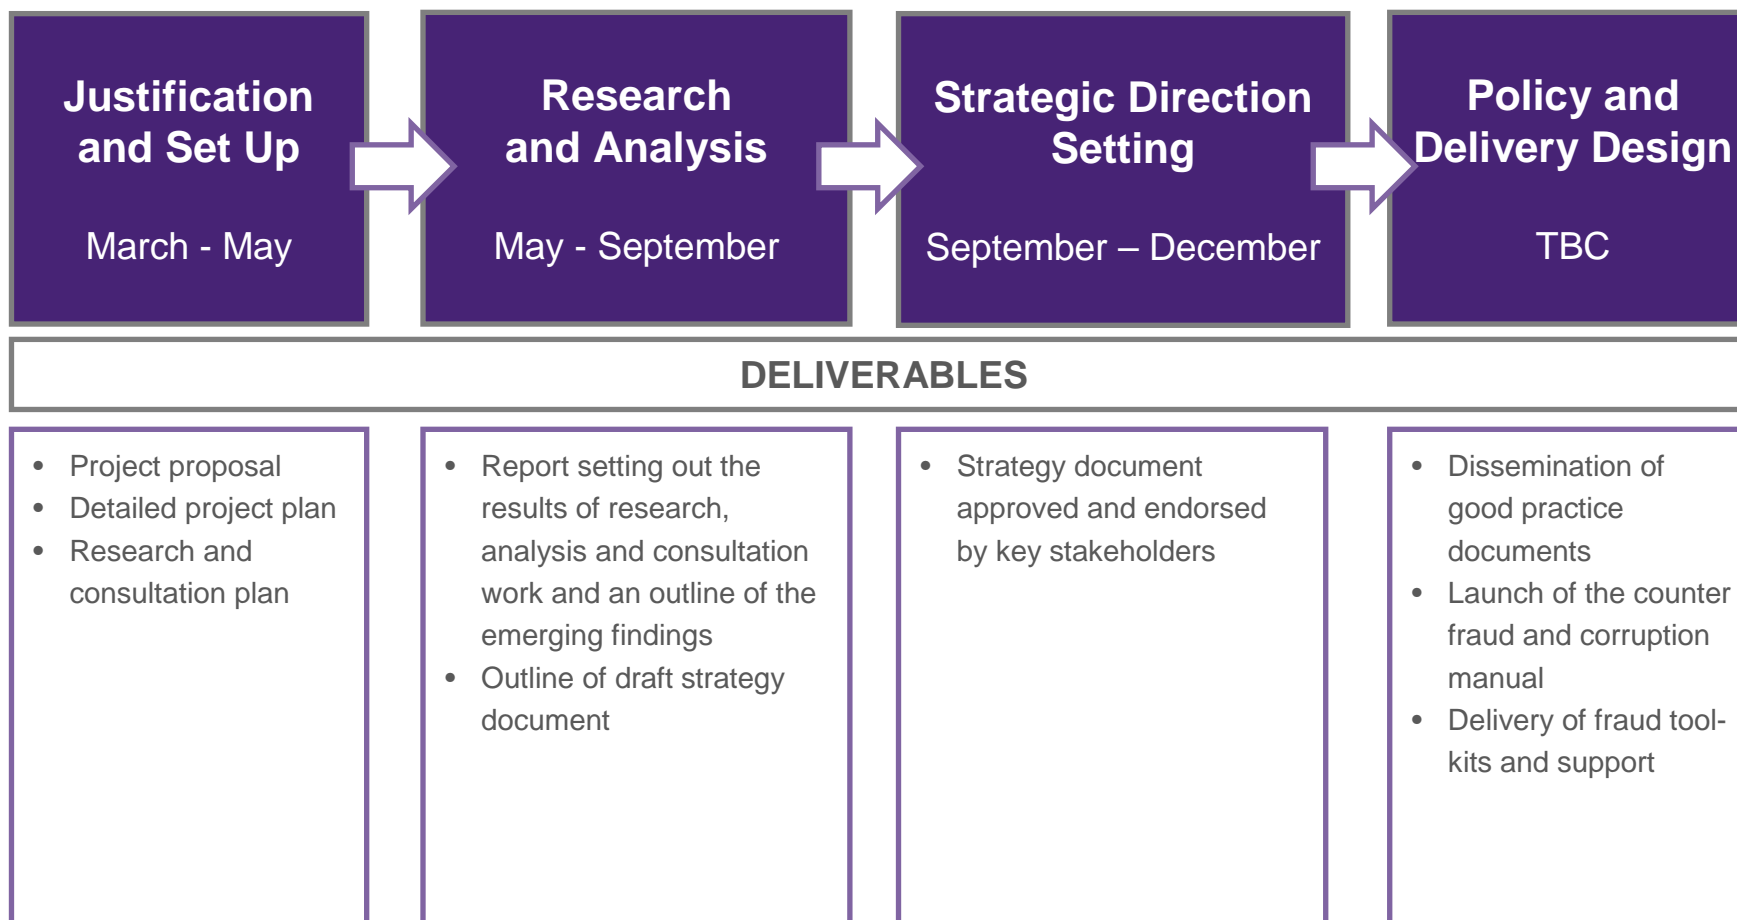 Justification
and Set Up
March - May
Research
and Analysis
May - September
Strategic Direction
Setting
September – December
Policy and
Delivery Design
TBC
DELIVERABLES
• Project proposal
• Detailed project plan
• Research and
consultation plan
• Report setting out the
results of research,
analysis and consultation
work and an outline of the
emerging findings
• Outline of draft strategy
document
• Strategy document
approved and endorsed
by key stakeholders
• Dissemination of
good practice
documents
• Launch of the counter
fraud and corruption
manual
• Delivery of fraud tool-
kits and support